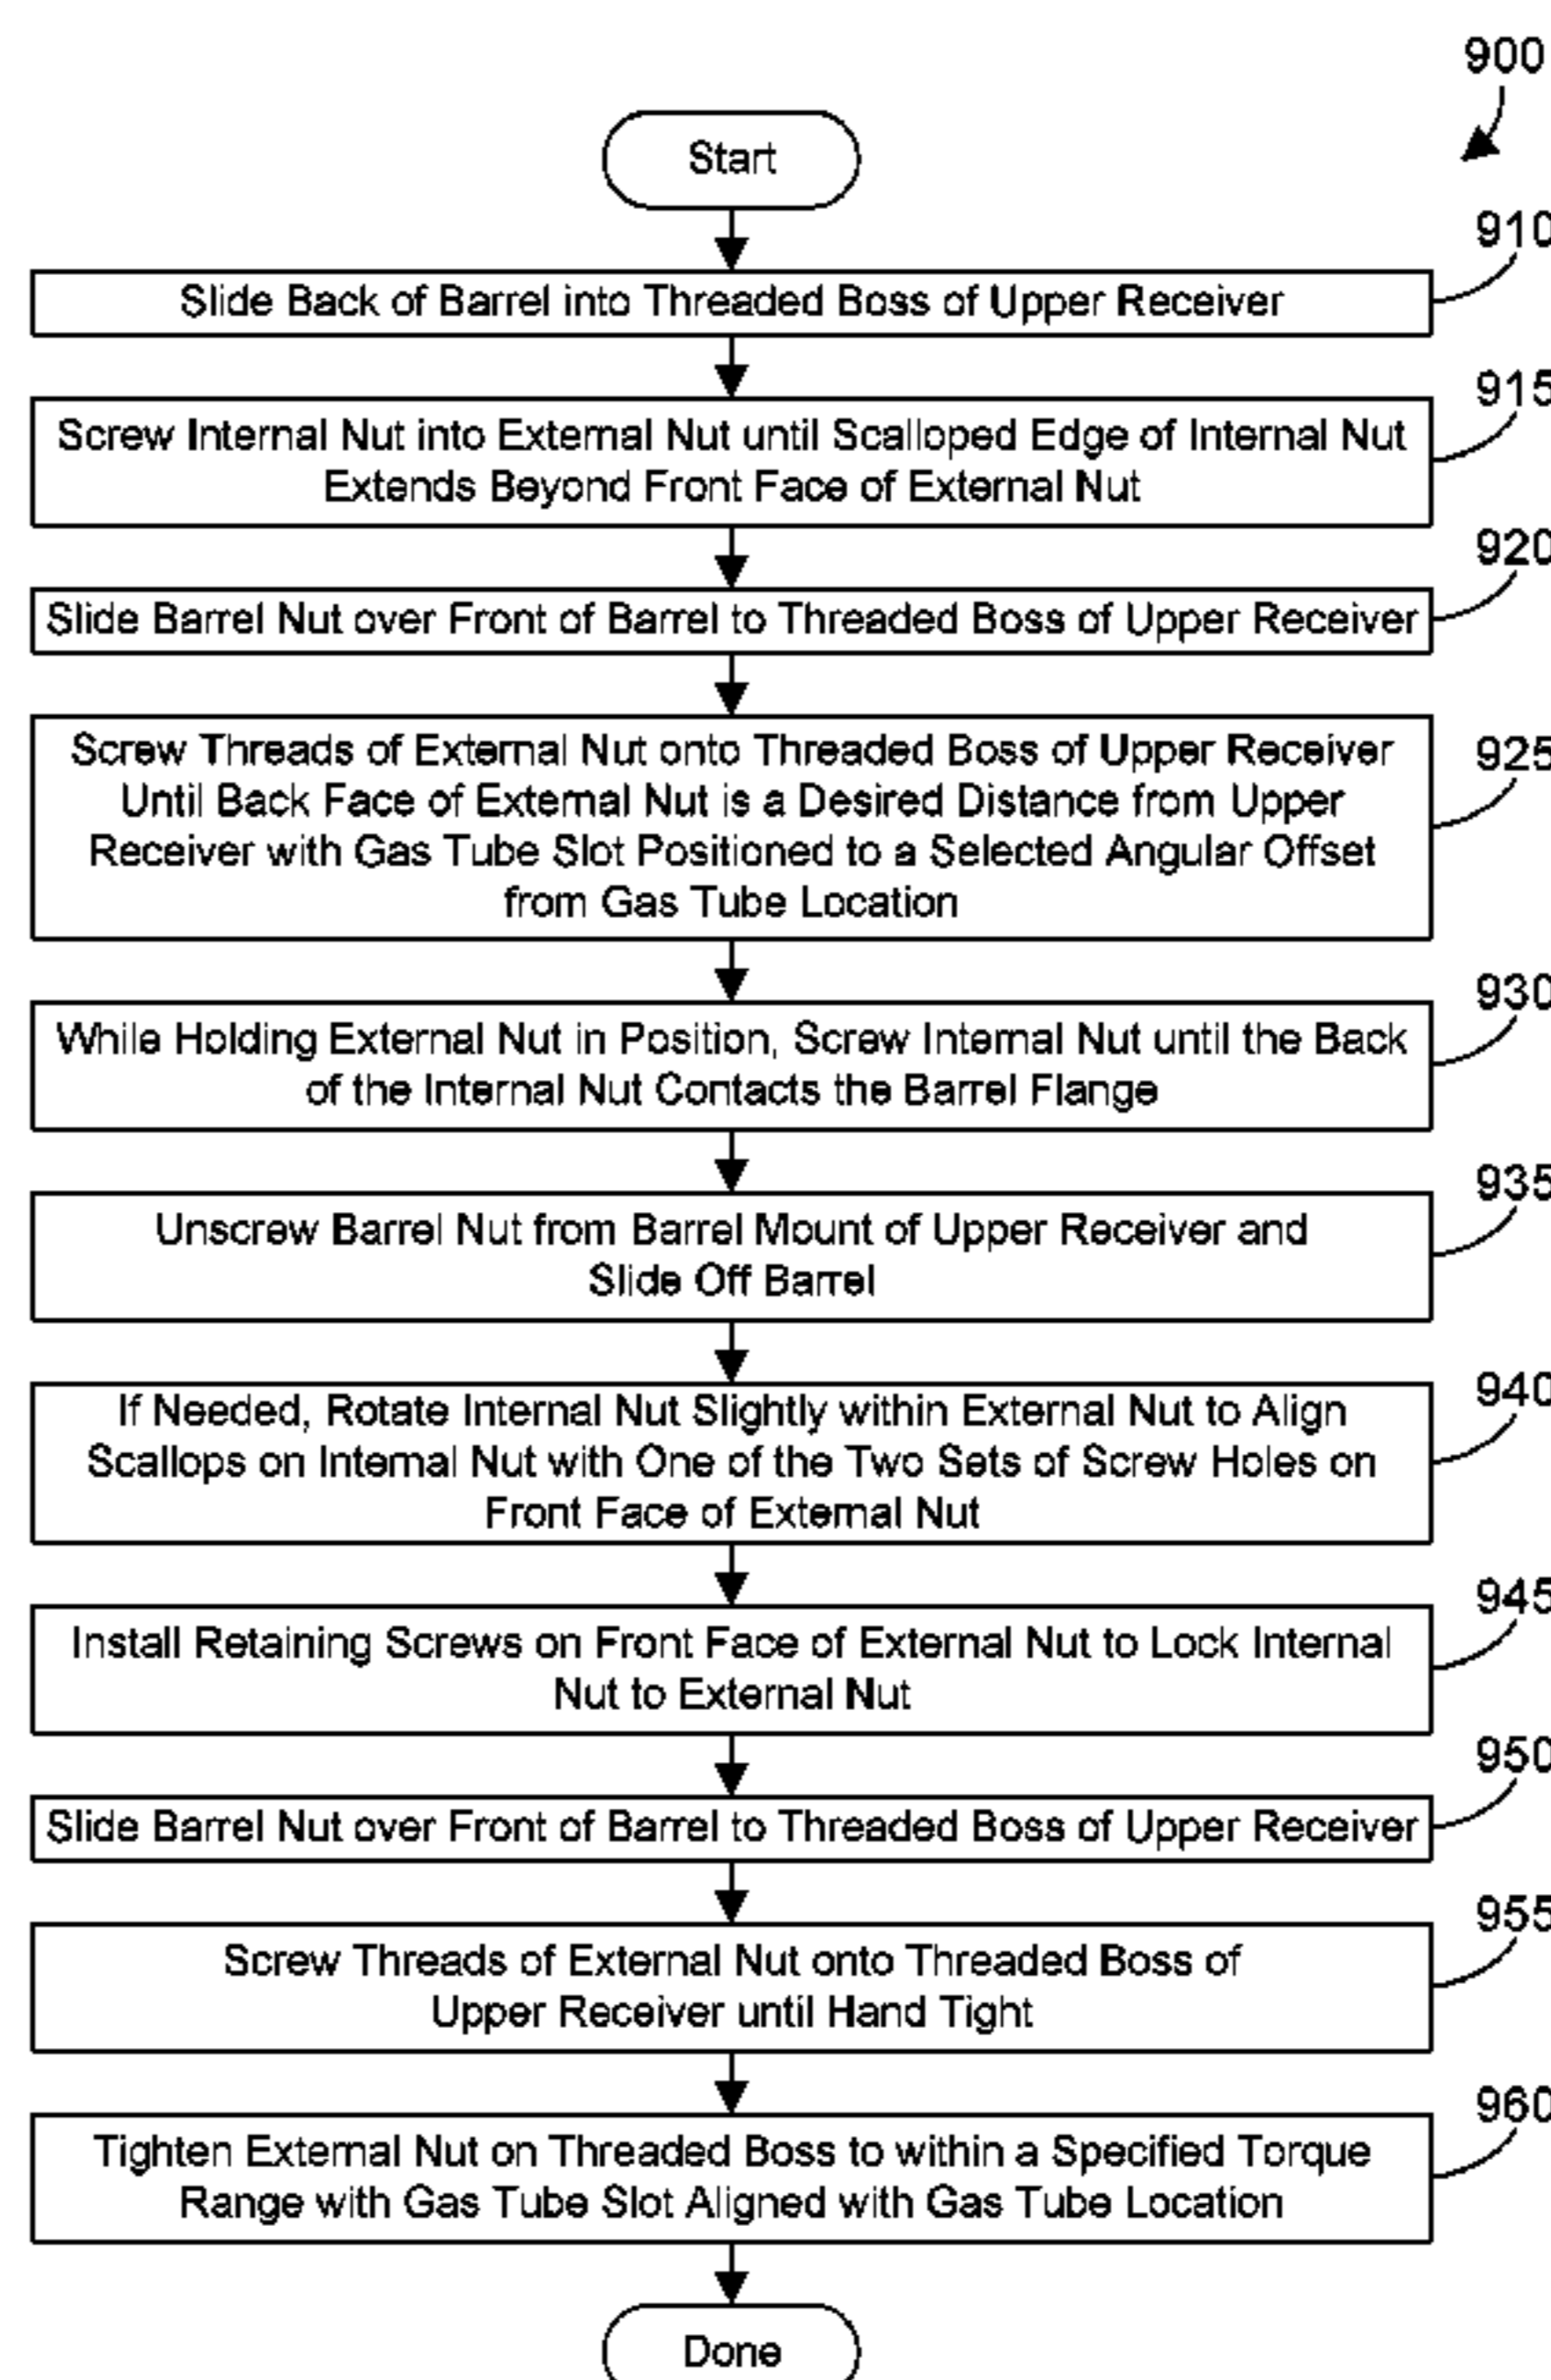 900
Start
910
Slide Back of Barrel into Threaded Boss of Upper Receiver
915
Screw Internal Nut into External Nut until Scalloped Edge of Internal Nut
Extends Beyond Front Face of External Nut
920
Slide Barrel Nut over Front of Barrel to Threaded Boss of Upper Receiver
925
Screw Threads of External Nut onto Threaded Boss of Upper Receiver
Until Back Face of External Nut is a Desired Distance from Upper
Receiver with Gas Tube Slot Positioned to a Selected Angular Offset
from Gas Tube Location
930
While Holding External Nut in Position, Screw Internal Nut until the Back
of the Internal Nut Contacts the Barrel Flange
935
Unscrew Barrel Nut from Barrel Mount of Upper Receiver and
Slide Off Barrel
940
If Needed, Rotate Internal Nut Slightly within External Nut to Align
Scallops on Internal Nut with One of the Two Sets of Screw Holes on
Front Face of External Nut
945
Install Retaining Screws on Front Face of External Nut to Lock Internal
Nut to External Nut
950
Slide Barrel Nut over Front of Barrel to Threaded Boss of Upper Receiver
955
Screw Threads of External Nut onto Threaded Boss of
Upper Receiver until Hand Tight
960
Tighten External Nut on Threaded Boss to within a Specified Torque
Range with Gas Tube Slot Aligned with Gas Tube Location
Done